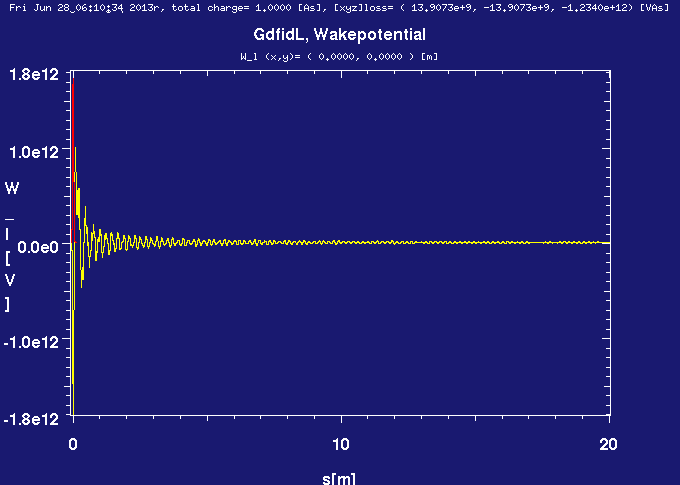 Fri Jun 28_06:10:34 2013r, total charge= 1.0000 [As], [xyz]loss= ( 13.9073e+9, -13.9073e+9, -1.2340e+12) [VAs]
GdfidL, Wakepotential
W_l (x,y)= ( 0.0000, 0.0000 ) [m]
1.8e12
1.0e12
W_l[V]
0.0e0
-1.0e12
-1.8e12
0 10 20
s[m]